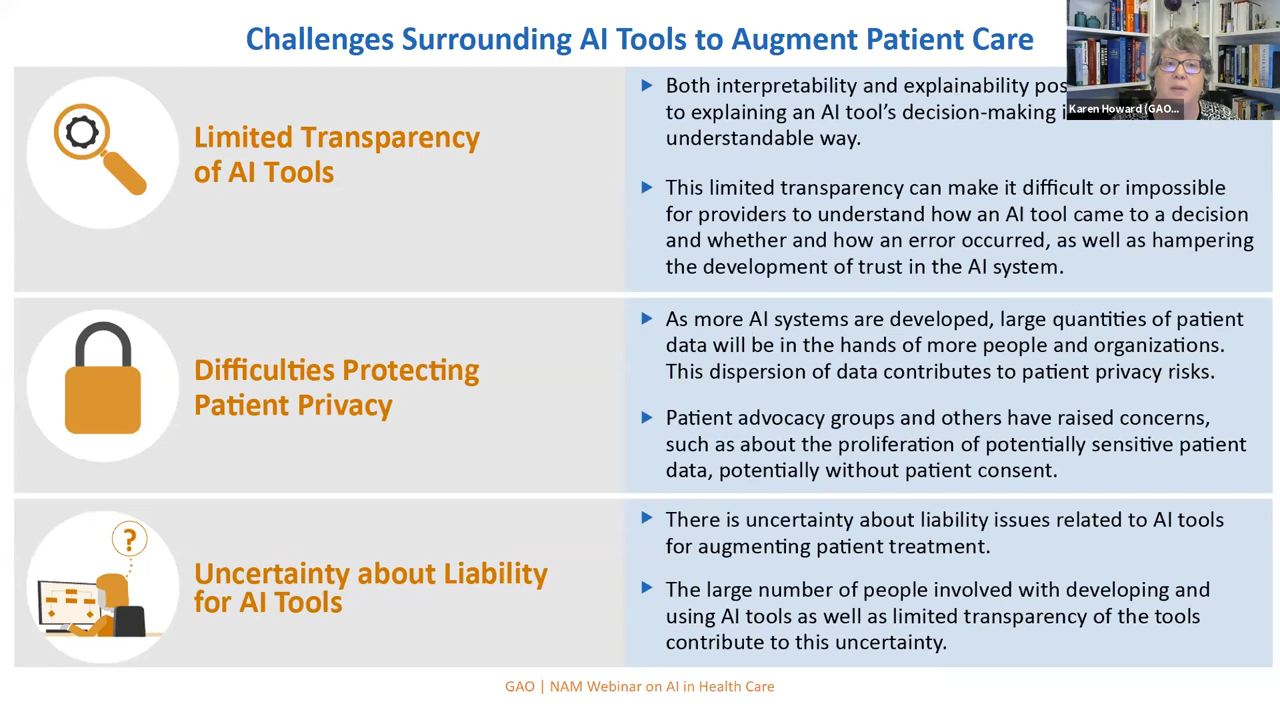 Challenges Surrounding AI Tools to Augment Patient Care
Karen Howard (GAO...
Limited Transparency
of AI Tools
Both interpretability and explainability
to explaining an AI tool's decision-making
understandable way.
This limited transparency can make it difficult or impossible
for providers to understand how an AI tool came to a decision
and whether and how an error occurred, as well as hampering
the development of trust in the AI system.
Difficulties Protecting
Patient Privacy
As more AI systems are developed, large quantities of patient
data will be in the hands of more people and organizations.
This dispersion of data contributes to patient privacy risks.
Patient advocacy groups and others have raised concerns,
such as about the proliferation of potentially sensitive patient
data, potentially without patient consent.
?
Uncertainty about Liability
for AI Tools
There is uncertainty about liability issues related to AI tools
for augmenting patient treatment.
The large number of people involved with developing and
using AI tools as well as limited transparency of the tools
contribute to this uncertainty.
GAO | NAM Webinar on AI in Health Care